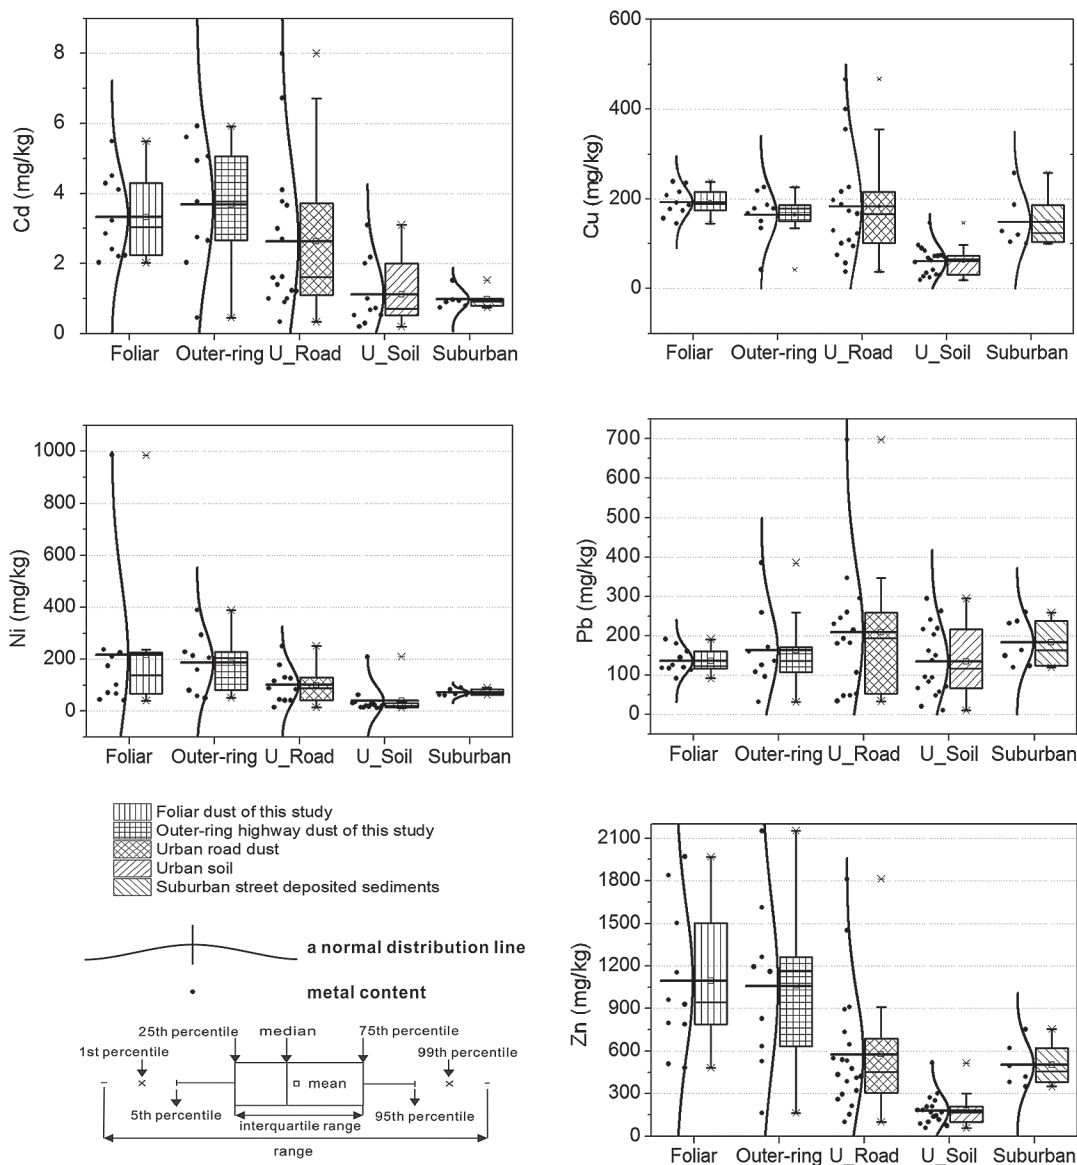 8
6
4
2
0
Cd (mg/kg)
Foliar Outer-ring U_Road U_Soil Suburban
600
400
200
0
Cu (mg/kg)
Foliar Outer-ring U_Road U_Soil Suburban
1000
800
600
400
200
0
Ni (mg/kg)
Foliar Outer-ring U_Road U_Soil Suburban
700
600
500
400
300
200
100
0
Pb (mg/kg)
Foliar Outer-ring U_Road U_Soil Suburban
Foliar dust of this study
Outer-ring highway dust of this study
Urban road dust
Urban soil
Suburban street deposited sediments
a normal distribution line
metal content
25th percentile median 75th percentile
1st percentile 99th percentile
mean
5th percentile 95th percentile
interquartile range
range
2100
1800
1500
1200
900
600
300
0
Zn (mg/kg)
Foliar Outer-ring U_Road U_Soil Suburban